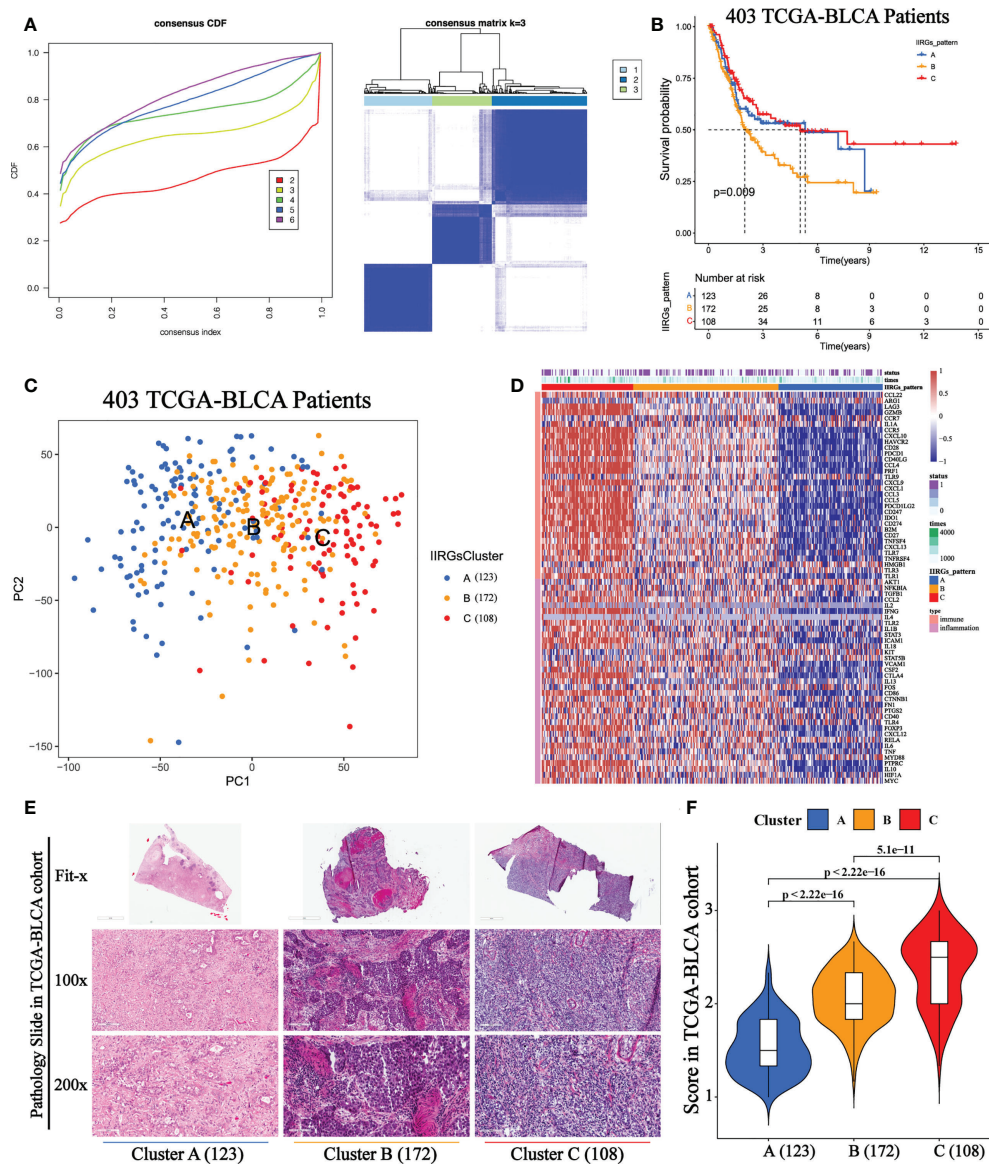 A
consensus CDF
consensus matrix k=3
1.0
0.8
0.6
0.4
0.2
0.0
CDF
2
3
4
5
6
0.0
0.2
0.4
0.6
0.8
1.0
consensus index
1
2
3
B
403 TCGA-BLCA Patients
IIRGs_pattern
A
B
C
1.00
0.75
0.50
0.25
0.00
Survival probability
p=0.009
0 3 6 9 12 15
Time(years)
Number at risk
IIRGs_pattern
A 123 26 8 0 0 0
B 172 25 8 3 0 0
C 108 34 11 6 3 0
0 3 6 9 12 15
Time(years)
C
403 TCGA-BLCA Patients
50
0
−50
−100
−150
PC2
A
B
C
−100 −50 0 50
PC1
IIRGsCluster
A (123)
B (172)
C (108)
D
status
times
IIRGs_pattern
CCL22
ARG1
LAG3
GZMB
CCR7
IL1A
CCR5
CXCL10
HAVCR2
CD28
PDCD1
CD40LG
CCL4
PRF1
TLR9
CXCL9
CXCL1
CCL3
CCL5
PDCD1LG2
CD247
IDO1
CD274
B2M
CD27
TNFSF4
CXCL13
TLR7
TNFRSF4
HMGB1
TLR3
TLR1
AKT1
NFKBIA
TGFB1
CCL2
IL2
IFNG
IL4
TLR2
IL1B
STAT3
ICAM1
IL18
KIT
STAT5B
VCAM1
CSF2
CTLA4
IL13
FOS
CD86
CTNNB1
FN1
PTGS2
CD40
TLR4
FOXP3
CXCL12
RELA
IL6
TNF
MYD88
PTPRC
IL10
HIF1A
MYC
1
0.5
0
−0.5
−1
status
1
0
times
4000
1000
IIRGs_pattern
A
B
C
type
immune
inflammation
E
Pathology Slide in TCGA-BLCA cohort
Fit-x
100x
200x
Cluster A (123)
Cluster B (172)
Cluster C (108)
F
Cluster A B C
5.1e−11
p < 2.22e−16
p < 2.22e−16
3
2
1
Score in TCGA-BLCA cohort
A (123)
B (172)
C (108)